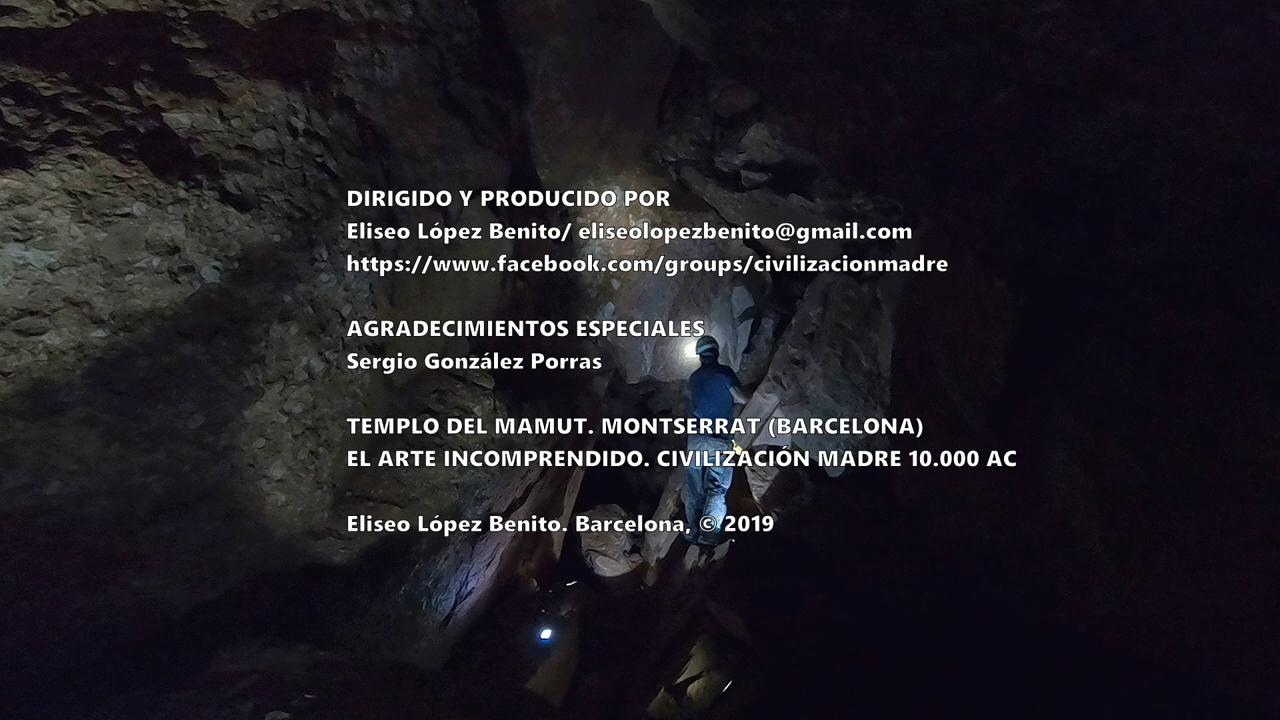 DIRIGIDO Y PRODUCIDO POR
Eliseo López Benito/ eliseolopezbenito@gmail.com
https://www.facebook.com/groups/civilizacionmadre
AGRADECIMIENTOS ESPECIALES
Sergio González Porras
TEMPLO DEL MAMUT. MONTSERRAT (BARCELONA)
EL ARTE INCOMPRENDIDO. CIVILIZACIÓN MADRE 10.000 AC
Eliseo López Benito. Barcelona, © 2019